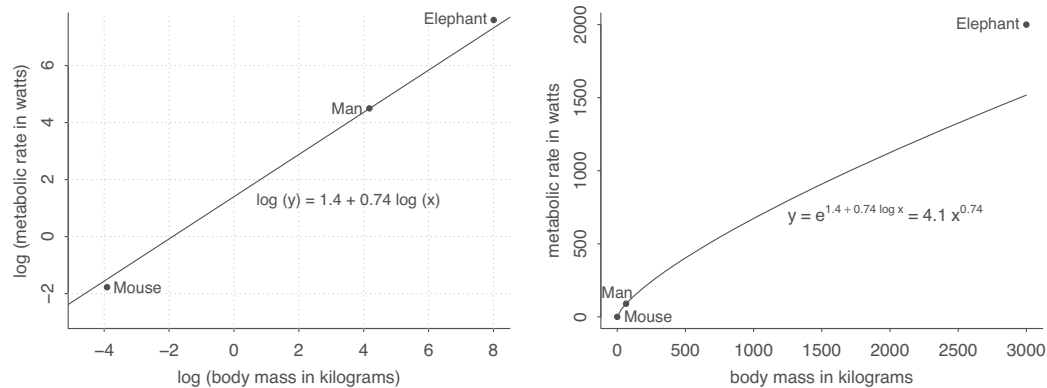 Elephant
Man
Mouse
log (y) = 1.4 + 0.74 log (x)
log (metabolic rate in watts)
−2
0
2
4
6
−4
−2
0
2
4
6
8
log (body mass in kilograms)
Elephant
Man
Mouse
y = e^{1.4 + 0.74 log x} = 4.1 x^{0.74}
metabolic rate in watts
0
500
1000
1500
2000
0
500
1000
1500
2000
2500
3000
body mass in kilograms